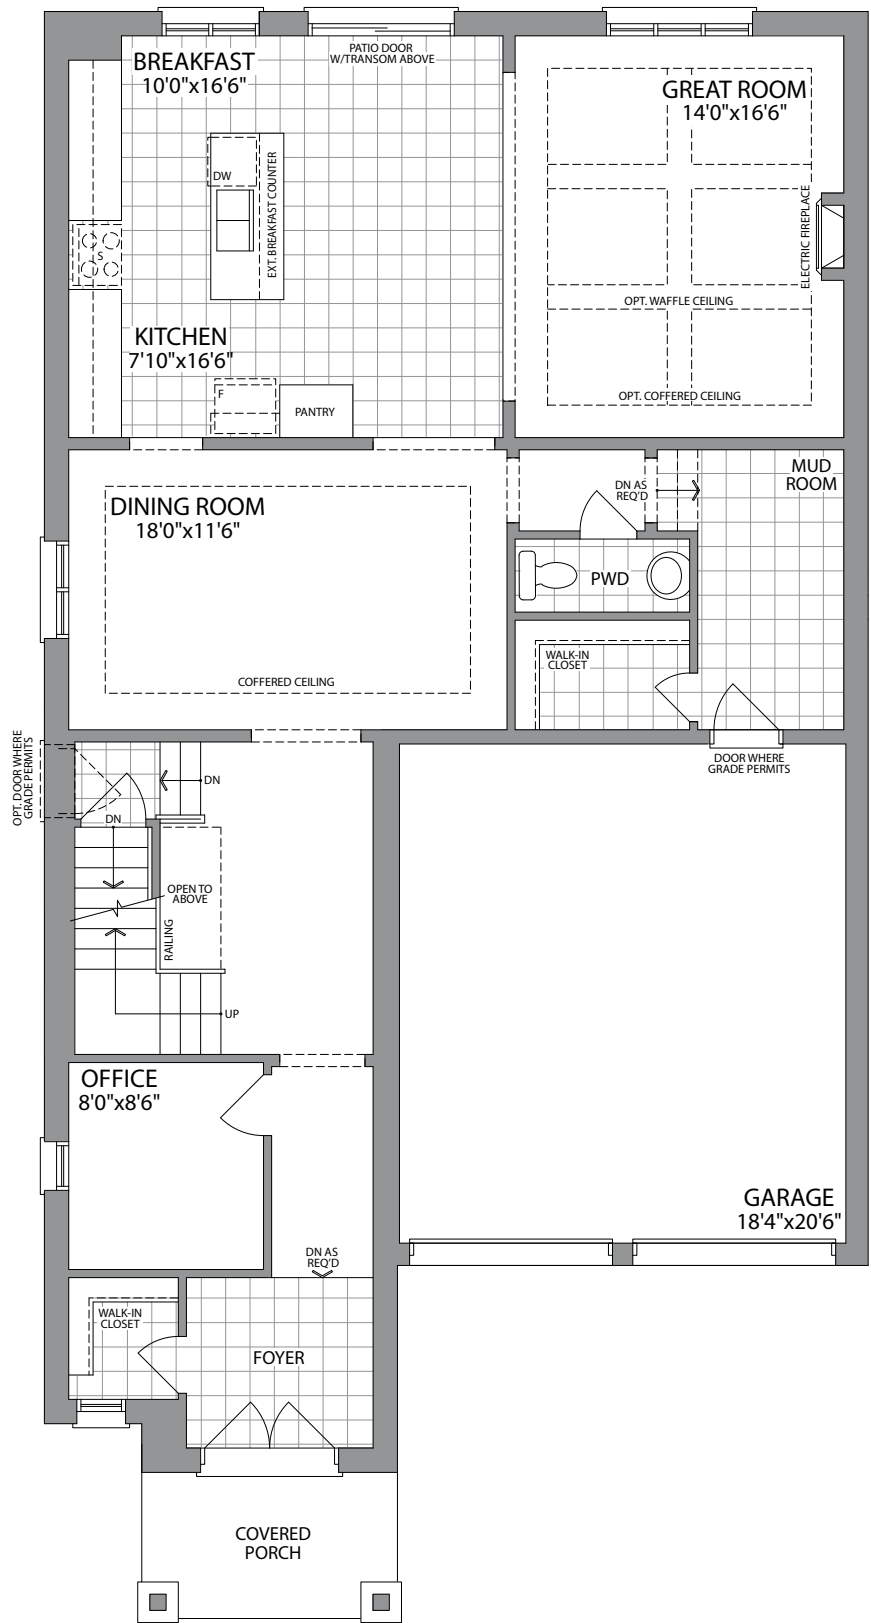 BREAKFAST
10'0"x16'6"
PATIO DOOR
W/TRANSOM ABOVE
GREAT ROOM
14'0"x16'6"
DW
EXT. BREAKFAST COUNTER
S
ELECTRIC FIREPLACE
OPT. WAFFLE CEILING
KITCHEN
7'10"x16'6"
F
PANTRY
OPT. COFFERED CEILING
MUD
ROOM
DN AS
REQ'D
DINING ROOM
18'0"x11'6"
PWD
WALK-IN
CLOSET
COFFERED CEILING
OPT. DOOR WHERE
GRADE PERMITS
DN
DOOR WHERE
GRADE PERMITS
DN
OPEN TO
ABOVE
RAILING
UP
OFFICE
8'0"x8'6"
GARAGE
18'4"x20'6"
DN AS
REQ'D
WALK-IN
CLOSET
FOYER
COVERED
PORCH